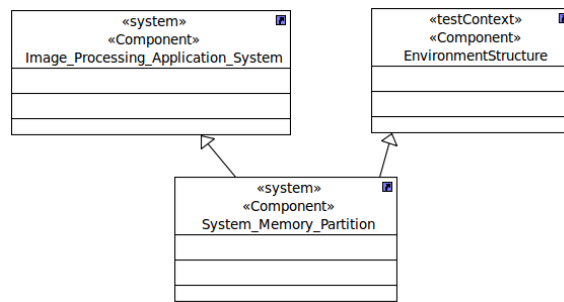 «system»
«Component»
Image_Processing_Application_System
«testContext»
«Component»
EnvironmentStructure
«system»
«Component»
System_Memory_Partition